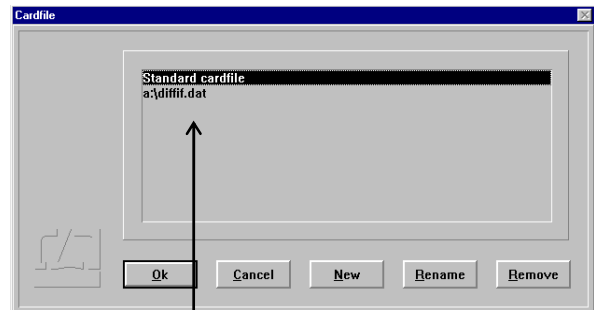 Cardfile
Standard cardfile
a:\diffif.dat
Ok
Cancel
New
Rename
Remove